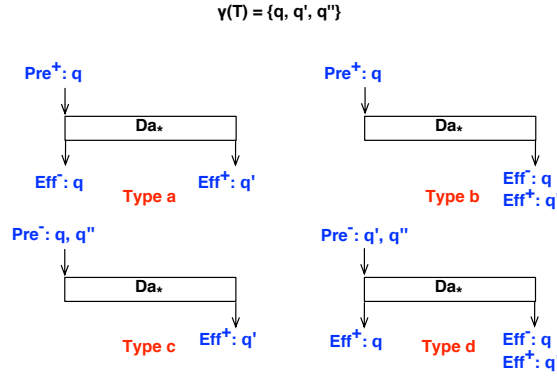 γ(T) = {q, q', q"}
Pre+: q
Da*
Eff-: q
Eff+: q'
Type a
Pre+: q
Da*
Eff-: q
Eff+: q'
Type b
Pre-: q, q"
Da*
Eff+: q'
Type c
Pre-: q', q"
Da*
Eff+: q
Eff-: q
Eff+: q'
Type d